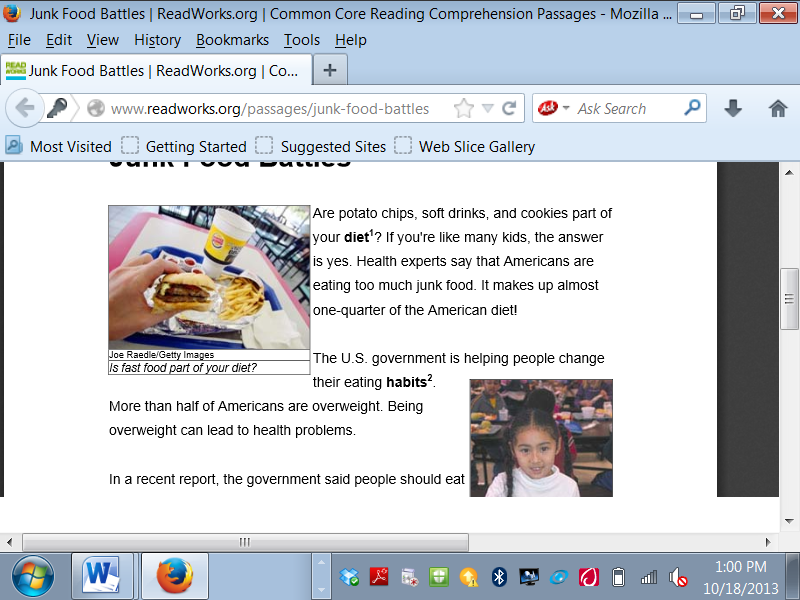 Junk Food Battles | ReadWorks.org | Common Core Reading Comprehension Passages - Mozilla ...
File Edit View History Bookmarks Tools Help
READ WORKS Junk Food Battles | ReadWorks.org | Co...
www.readworks.org/passages/junk-food-battles Ask Ask Search
Most Visited Getting Started Suggested Sites Web Slice Gallery
Junk Food Battles
Are potato chips, soft drinks, and cookies part of
your diet1? If you're like many kids, the answer
is yes. Health experts say that Americans are
eating too much junk food. It makes up almost
one-quarter of the American diet!
Joe Raedle/Getty Images
Is fast food part of your diet?
The U.S. government is helping people change
their eating habits2.
More than half of Americans are overweight. Being
overweight can lead to health problems.
In a recent report, the government said people should eat
W
1:00 PM
10/18/2013